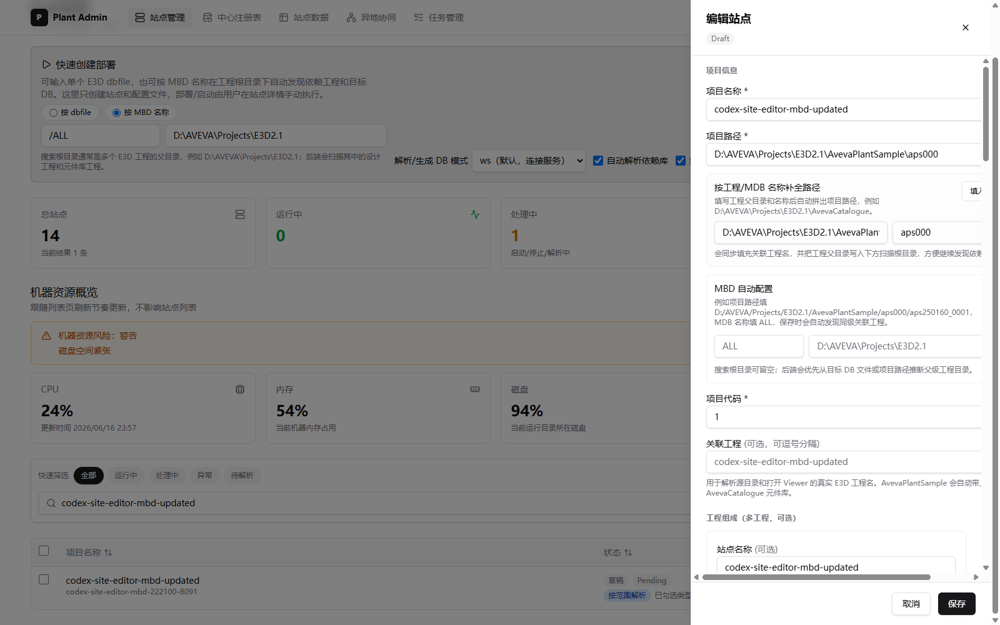 P Plant Admin 站点管理 中心注册表 站点数据 异地协同 任务管理
快速创建部署
可输入单个 E3D dbfile，也可按 MBD 名称在工程根目录下自动发现依赖工程和目标
DB。这里只创建站点和配置文件，部署/启动由用户在站点详情手动执行。
按 dbfile 按 MBD 名称
/ALL D:\AVEVA\Projects\E3D2.1
搜索根目录通常是多个 E3D 工程的父目录，例如 D:\AVEVA\Projects\E3D2.1；后端会扫描其中的设计
工程和元件库工程。
解析/生成 DB 模式 ws（默认，连接服务） 自动解析依赖库
总站点
14
当前结果 1 条
运行中
0
处理中
1
启动/停止/解析中
机器资源概览
跟随列表页刷新节奏更新，不影响站点列表
机器资源风险：警告
磁盘空间紧张
CPU
24%
更新时间 2026/06/16 23:57
内存
54%
当前机器内存占用
磁盘
94%
当前运行目录所在磁盘
快速筛选 全部 运行中 处理中 异常 待解析
codex-site-editor-mbd-updated
项目名称 状态
codex-site-editor-mbd-updated 草稿 Pending
codex-site-editor-mbd-222100-8091 按范围解析 已勾选类型
编辑站点
Draft
项目信息
项目名称 *
codex-site-editor-mbd-updated
项目路径 *
D:\AVEVA\Projects\E3D2.1\AvevaPlantSample\aps000
按工程/MDB 名称补全路径
填入
填写工程父目录和名称后自动拼出项目路径，例如
D:\AVEVA\Projects\E3D2.1\AvevaCatalogue。
D:\AVEVA\Projects\E3D2.1\AvevaPlant aps000
会同步填充关联工程名，并把工程父目录写入下方扫描根目录，方便继续发现依赖
MBD 自动配置
例如项目路径填
D:/AVEVA/Projects/E3D2.1/AvevaPlantSample/aps000/aps250160_0001，
MDB 名称填 ALL，保存时会自动发现同级关联工程。
ALL D:\AVEVA\Projects\E3D2.1
搜索根目录可留空；后端会优先从目标 DB 文件或项目路径推断父级工程目录。
项目代码 *
1
关联工程 (可选，可逗号分隔)
codex-site-editor-mbd-updated
用于解析源目录和打开 Viewer 的真实 E3D 工程名。AvevaPlantSample 会自动带上
AvevaCatalogue 元件库。
工程组成（多工程，可选）
站点名称 (可选)
codex-site-editor-mbd-updated
取消 保存